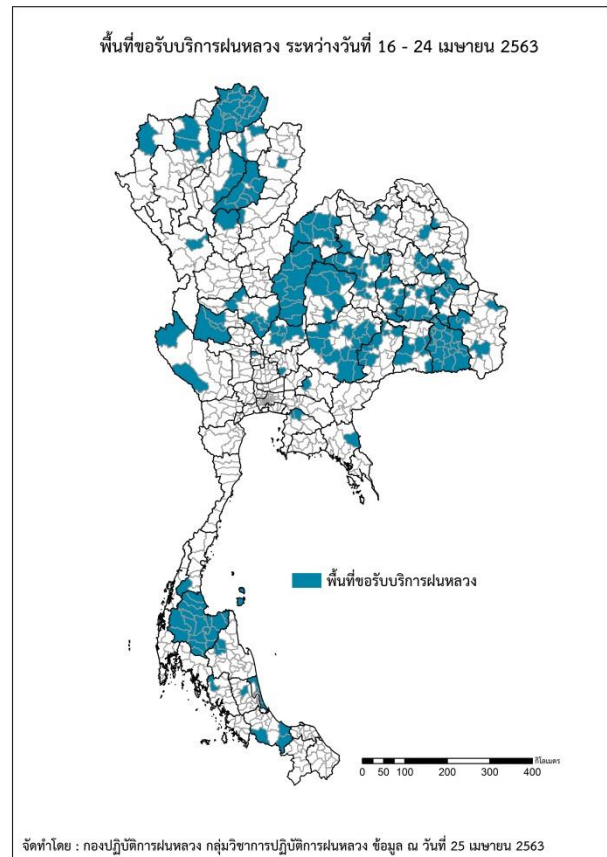 พื้นที่ขอรับบริการฝนหลวง ระหว่างวันที่ 16 - 24 เมษายน 2563
พื้นที่ขอรับบริการฝนหลวง
กิโลเมตร
0 50 100 200 300 400
จัดทำโดย : กองปฏิบัติการฝนหลวง กลุ่มวิชาการปฏิบัติการฝนหลวง ข้อมูล ณ วันที่ 25 เมษายน 2563